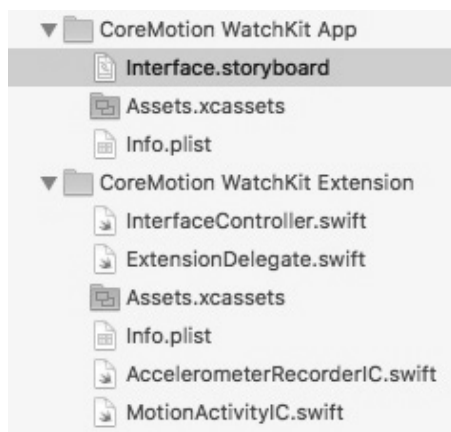 CoreMotion WatchKit App
Interface.storyboard
Assets.xcassets
Info.plist
CoreMotion WatchKit Extension
InterfaceController.swift
ExtensionDelegate.swift
Assets.xcassets
Info.plist
AccelerometerRecorderIC.swift
MotionActivityIC.swift